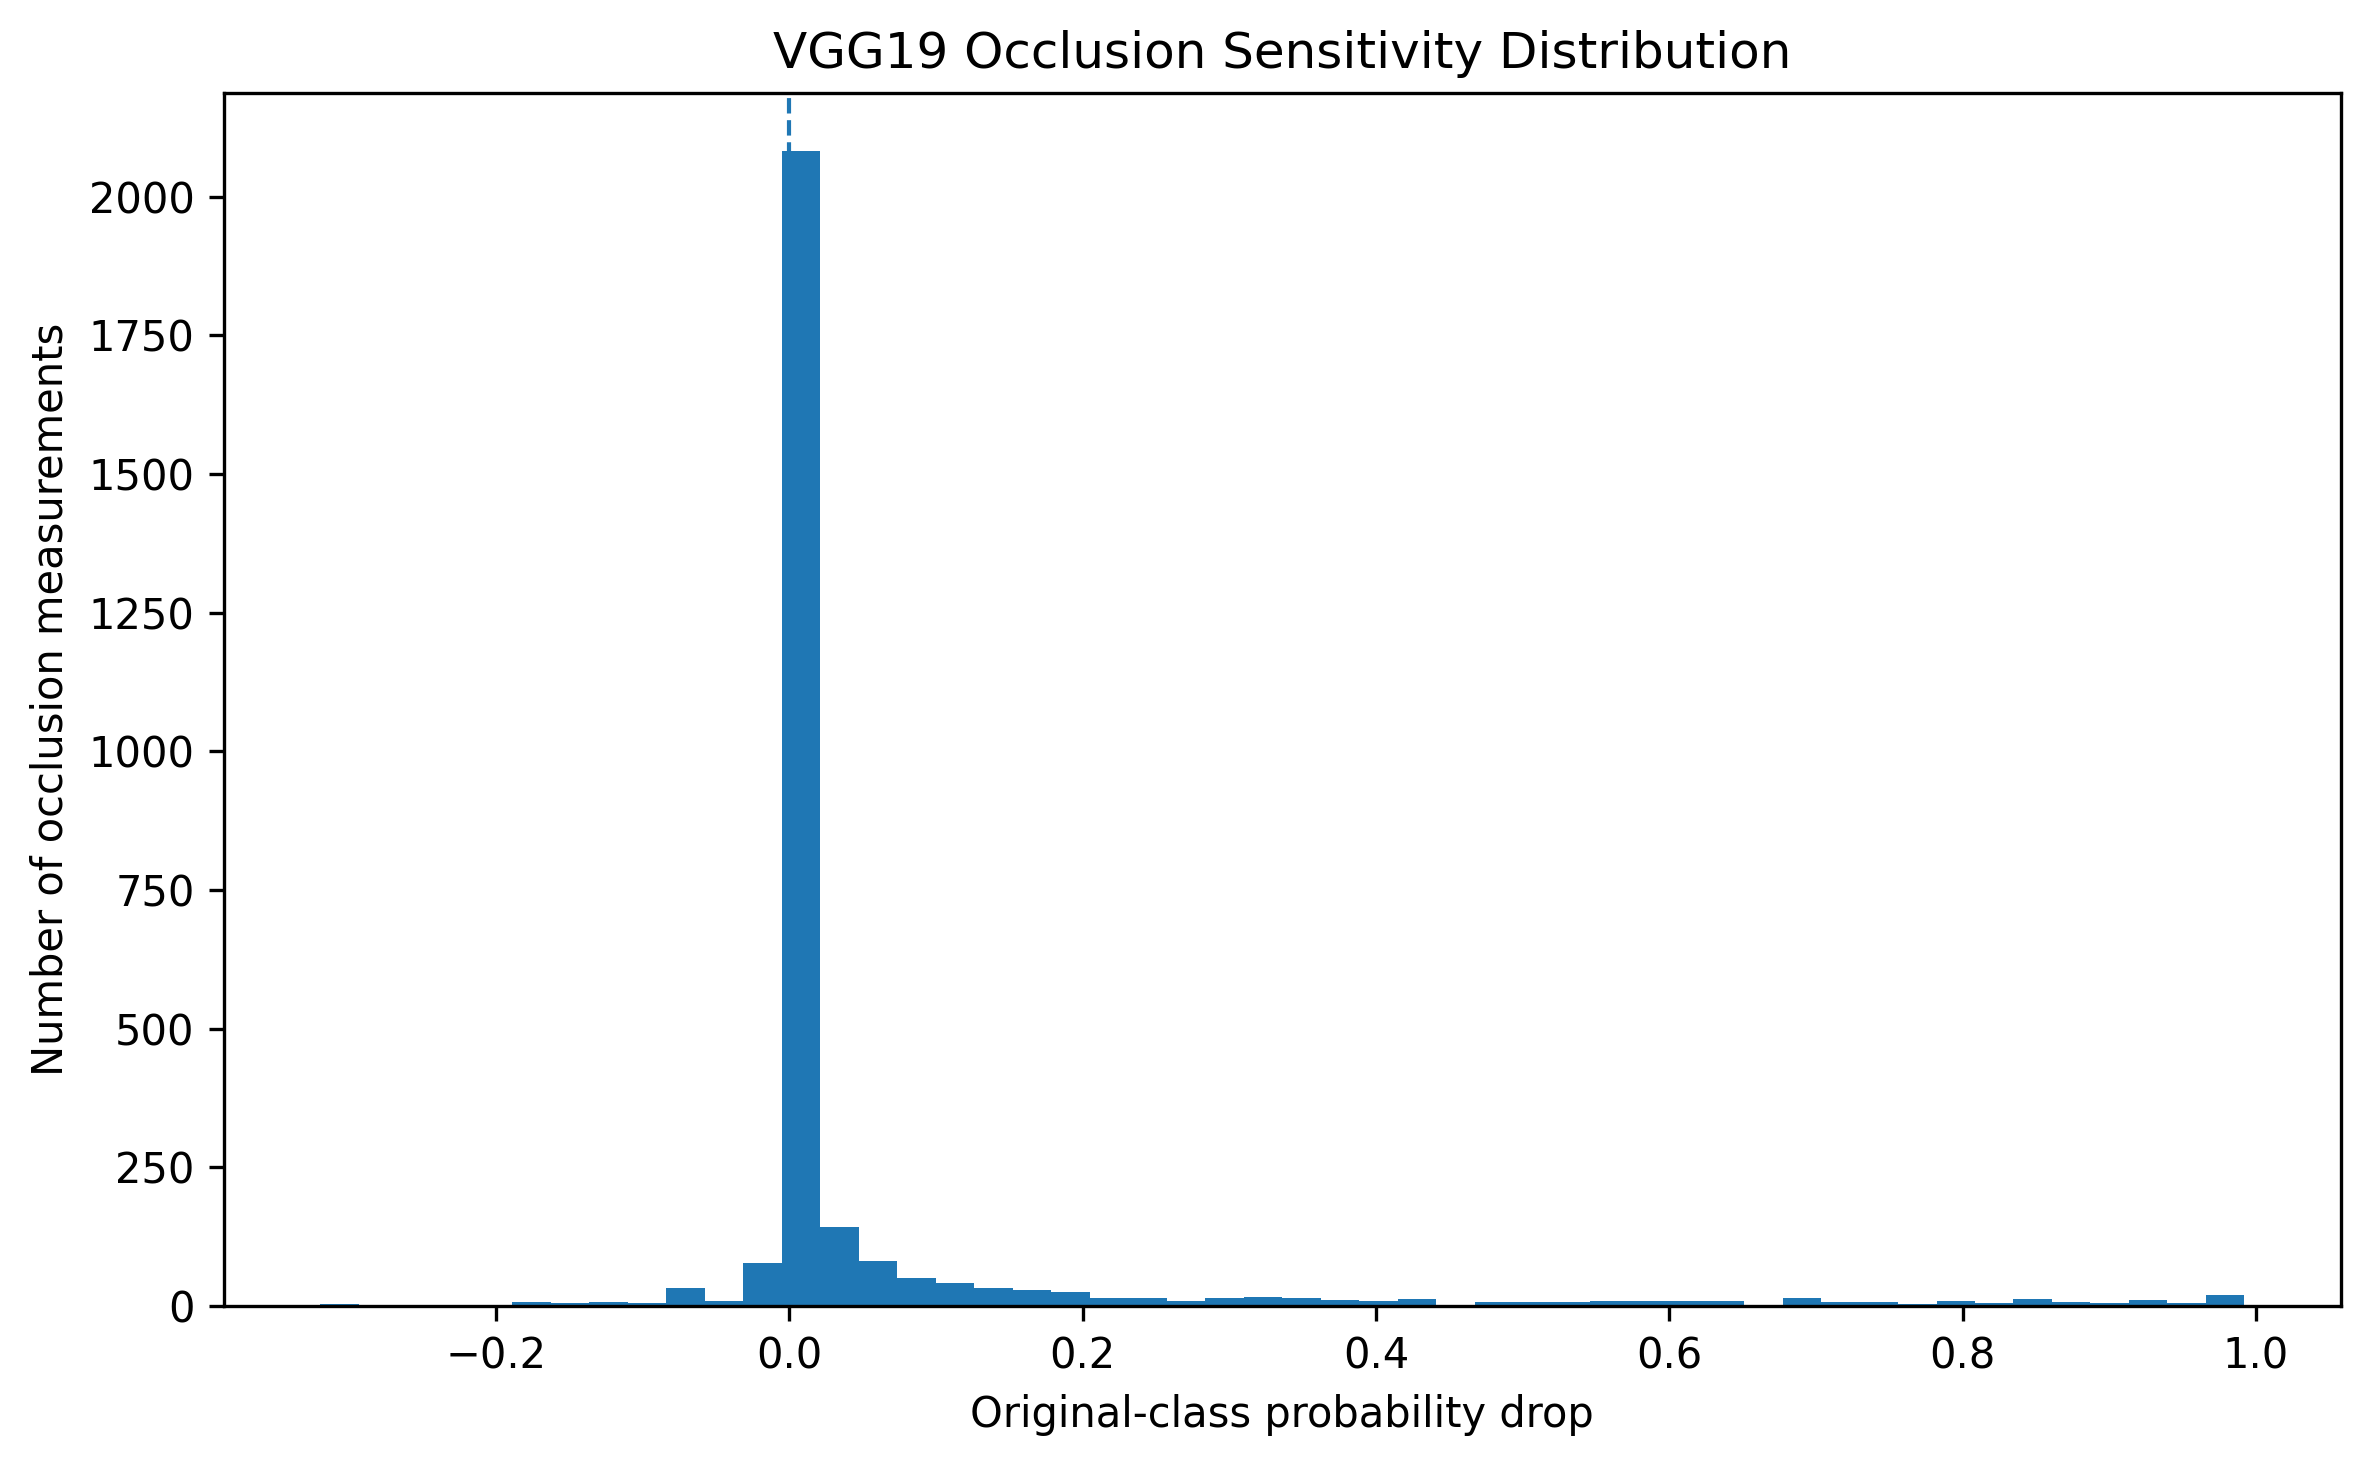 VGG19 Occlusion Sensitivity Distribution
Number of occlusion measurements
2000
1750
1500
1250
1000
750
500
250
0
−0.2 0.0 0.2 0.4 0.6 0.8 1.0
Original-class probability drop